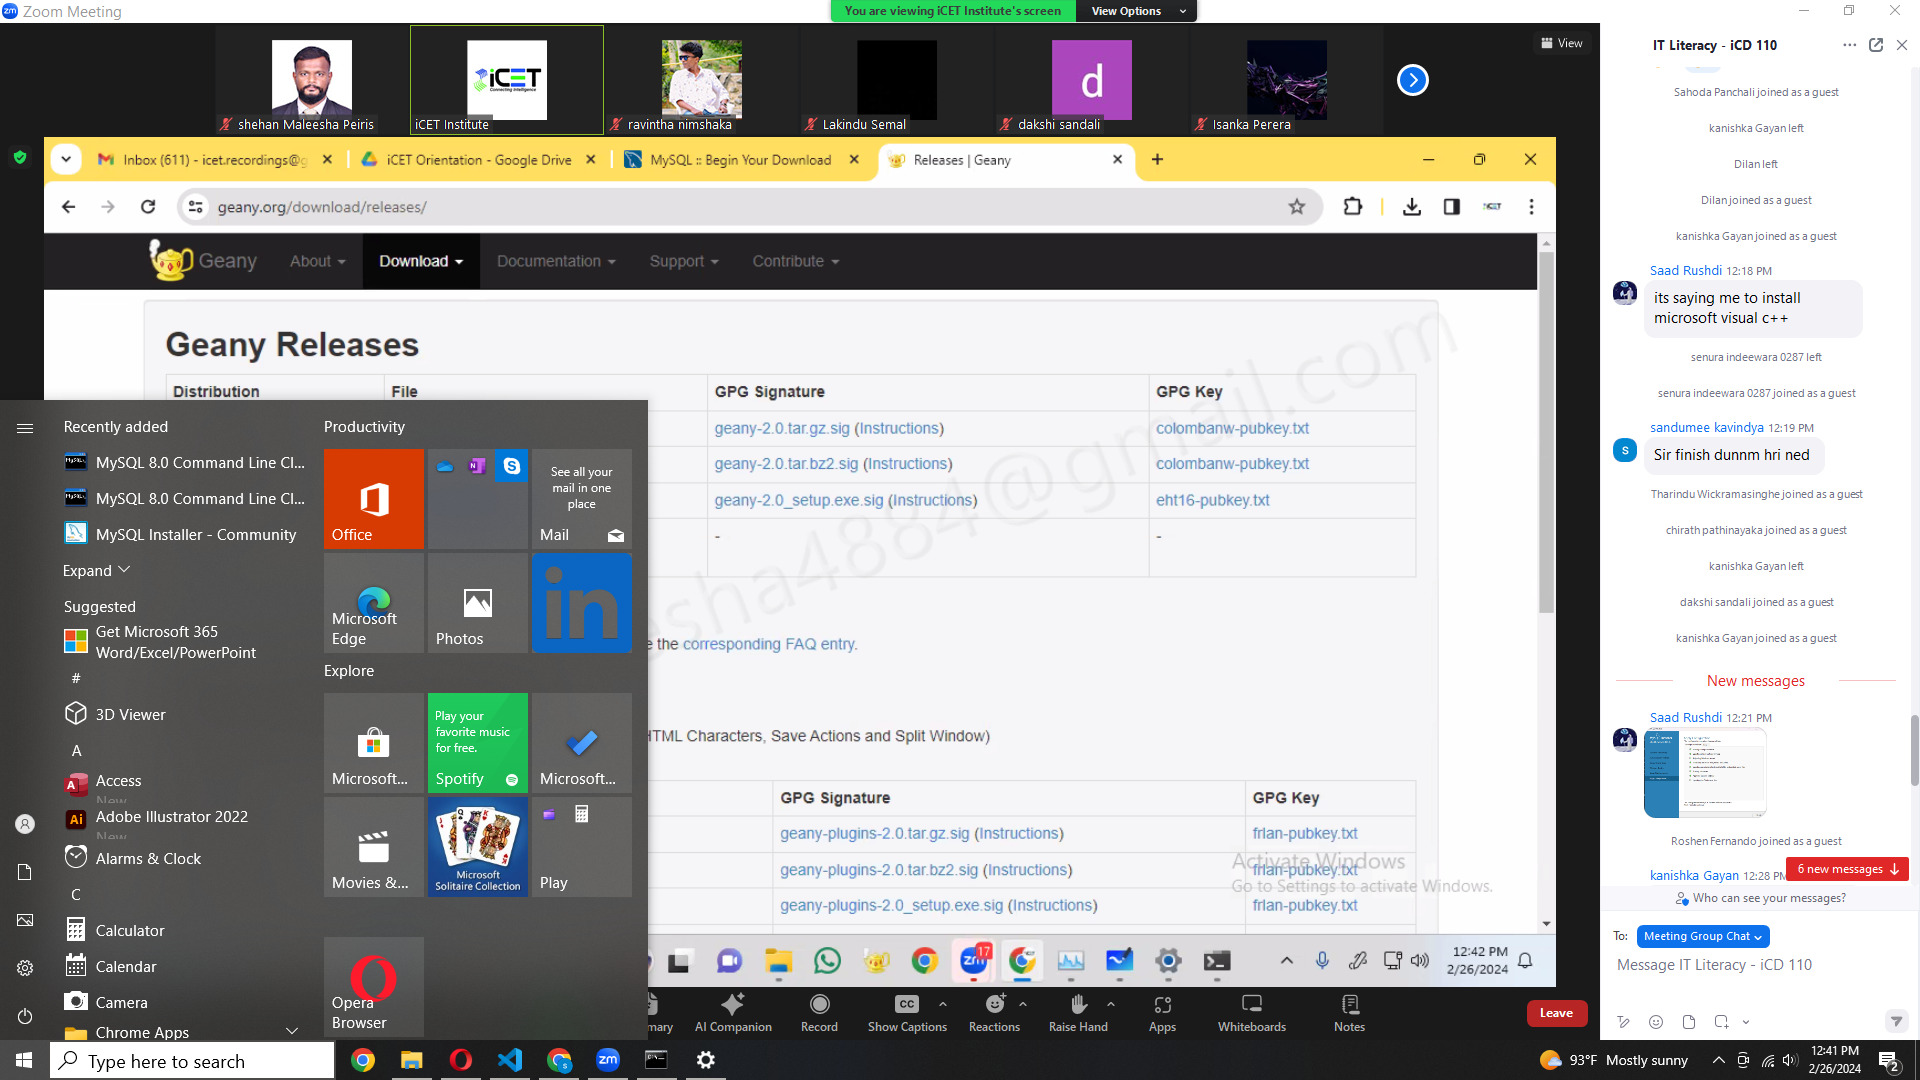 Zoom Meeting
You are viewing iCET Institute's screen
View Options
View
shehan Maleesha Peiris
iCET
Connecting Intelligence
iCET Institute
ravintha nimshaka
Lakindu Semal
d
dakshi sandali
Isanka Perera
Inbox (611) - icet.recordings@g
iCET Orientation - Google Drive
MySQL :: Begin Your Download
Releases | Geany
geany.org/download/releases/
Geany
About
Download
Documentation
Support
Contribute
Geany Releases
Distribution
File
GPG Signature
GPG Key
geany-2.0.tar.gz.sig (Instructions)
colombanw-pubkey.txt
geany-2.0.tar.bz2.sig (Instructions)
colombanw-pubkey.txt
geany-2.0_setup.exe.sig (Instructions)
eht16-pubkey.txt
-
-
esha4884@gmail.com
e the corresponding FAQ entry.
HTML Characters, Save Actions and Split Window)
GPG Signature
GPG Key
geany-plugins-2.0.tar.gz.sig (Instructions)
frlan-pubkey.txt
geany-plugins-2.0.tar.bz2.sig (Instructions)
frlan-pubkey.txt
geany-plugins-2.0_setup.exe.sig (Instructions)
frlan-pubkey.txt
Activate Windows
Go to Settings to activate Windows.
17
12:42 PM
2/26/2024
Recently added
MySQL 8.0 Command Line Cl...
MySQL 8.0 Command Line Cl...
MySQL Installer - Community
Expand
Suggested
Get Microsoft 365
Word/Excel/PowerPoint
#
3D Viewer
A
Access
New
Adobe Illustrator 2022
New
Alarms & Clock
C
Calculator
Calendar
Camera
Chrome Apps
Productivity
Office
See all your
mail in one
place
Mail
Microsoft
Edge
Photos
in
Explore
Microsoft...
Play your
favorite music
for free.
Spotify
Microsoft...
Movies &...
Microsoft
Solitaire Collection
Play
Opera
Browser
mary
AI Companion
Record
CC
Show Captions
Reactions
Raise Hand
Apps
Whiteboards
Notes
Leave
IT Literacy - iCD 110
Sahoda Panchali joined as a guest
kanishka Gayan left
Dilan left
Dilan joined as a guest
kanishka Gayan joined as a guest
Saad Rushdi 12:18 PM
its saying me to install
microsoft visual c++
senura indeewara 0287 left
senura indeewara 0287 joined as a guest
sandumee kavindya 12:19 PM
S
Sir finish dunnm hri ned
Tharindu Wickramasinghe joined as a guest
chirath pathinayaka joined as a guest
kanishka Gayan left
dakshi sandali joined as a guest
kanishka Gayan joined as a guest
New messages
Saad Rushdi 12:21 PM
Roshen Fernando joined as a guest
kanishka Gayan 12:28 PM
6 new messages
Who can see your messages?
To: Meeting Group Chat
Message IT Literacy - iCD 110
Type here to search
93°F Mostly sunny
12:41 PM
2/26/2024
2